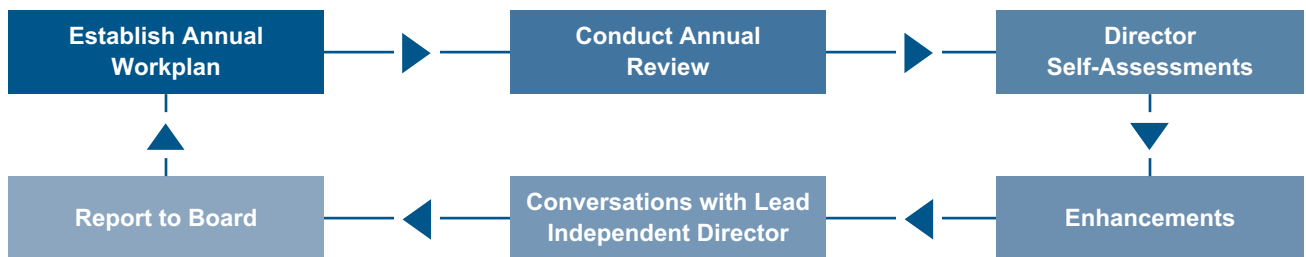 Establish Annual
Workplan
Conduct Annual
Review
Director
Self-Assessments
Report to Board
Conversations with Lead
Independent Director
Enhancements